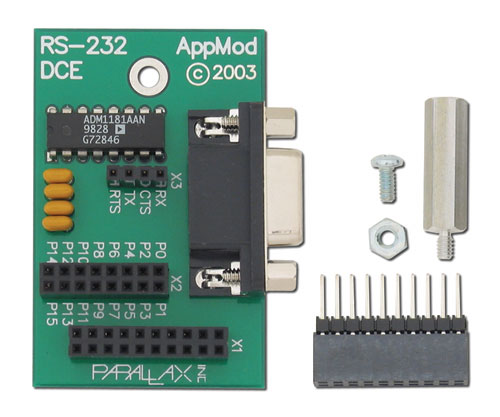 RS-232 AppMod
DCE ©2003
ADM1181AAN
9828
G72846
X3
RTS TX CTS RX
P14 P12 P10 P8 P6 P4 P2 P0
X2
P15 P13 P11 P9 P7 P5 P3 P1
X1
PARALLAX INC